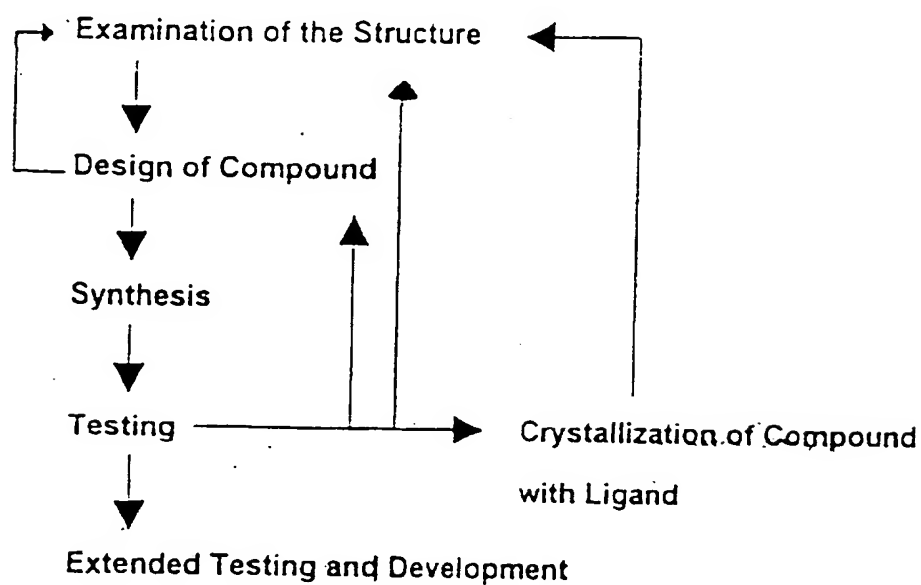 Examination of the Structure
Design of Compound
Synthesis
Testing
Crystallization of Compound
with Ligand
Extended Testing and Development